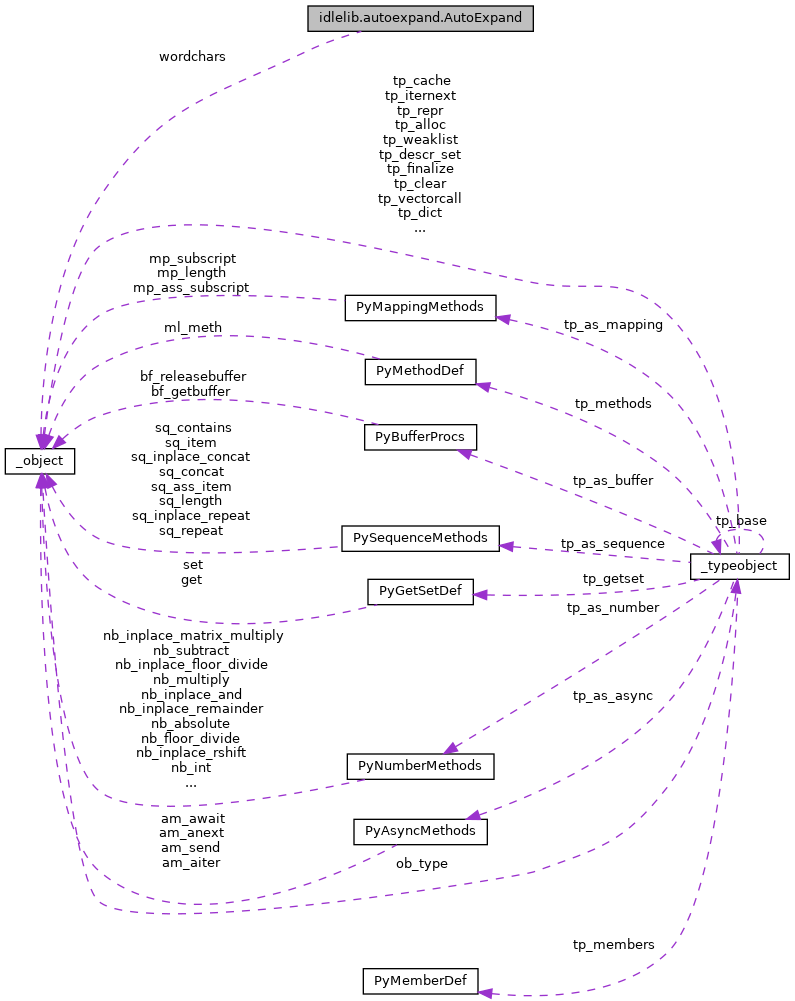 idlelib.autoexpand.AutoExpand
wordchars
tp_cache
tp_iternext
tp_repr
tp_alloc
tp_weaklist
tp_descr_set
tp_finalize
tp_clear
tp_vectorcall
tp_dict
...
mp_subscript
mp_length
mp_ass_subscript
PyMappingMethods
tp_as_mapping
ml_meth
PyMethodDef
tp_methods
bf_releasebuffer
bf_getbuffer
PyBufferProcs
tp_as_buffer
_object
sq_contains
sq_item
sq_inplace_concat
sq_concat
sq_ass_item
sq_length
sq_inplace_repeat
sq_repeat
PySequenceMethods
tp_as_sequence
tp_base
_typeobject
set
get
PyGetSetDef
tp_getset
tp_as_number
nb_inplace_matrix_multiply
nb_subtract
nb_inplace_floor_divide
nb_multiply
nb_inplace_and
nb_inplace_remainder
nb_absolute
nb_floor_divide
nb_inplace_rshift
nb_int
...
PyNumberMethods
tp_as_async
am_await
am_anext
am_send
am_aiter
PyAsyncMethods
ob_type
tp_members
PyMemberDef